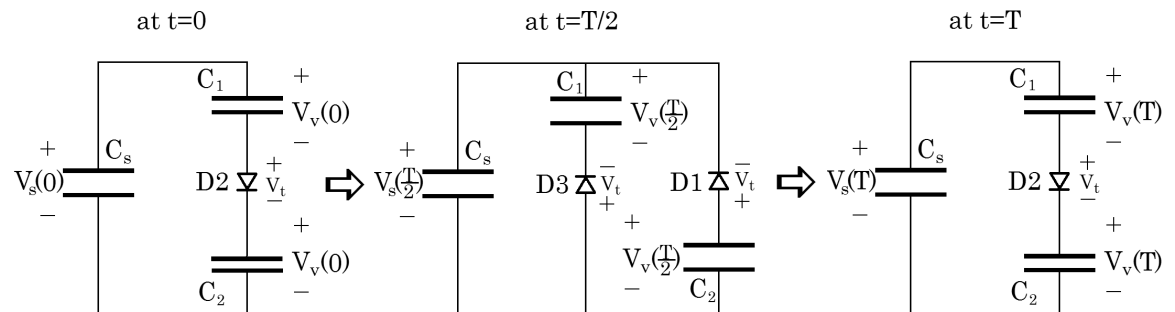 at t=0
at t=T/2
at t=T
C₁
+
V_v(0)
−
+
V_s(0)
−
C_s
D2
+
V_t
−
+
V_v(0)
−
C₂
C₁
+
V_v(T/2)
−
+
V_s(T/2)
−
C_s
D3
−
V_t
+
D1
−
V_t
+
+
V_v(T/2)
−
C₂
C₁
+
V_v(T)
−
+
V_s(T)
−
C_s
D2
+
V_t
−
+
V_v(T)
−
C₂